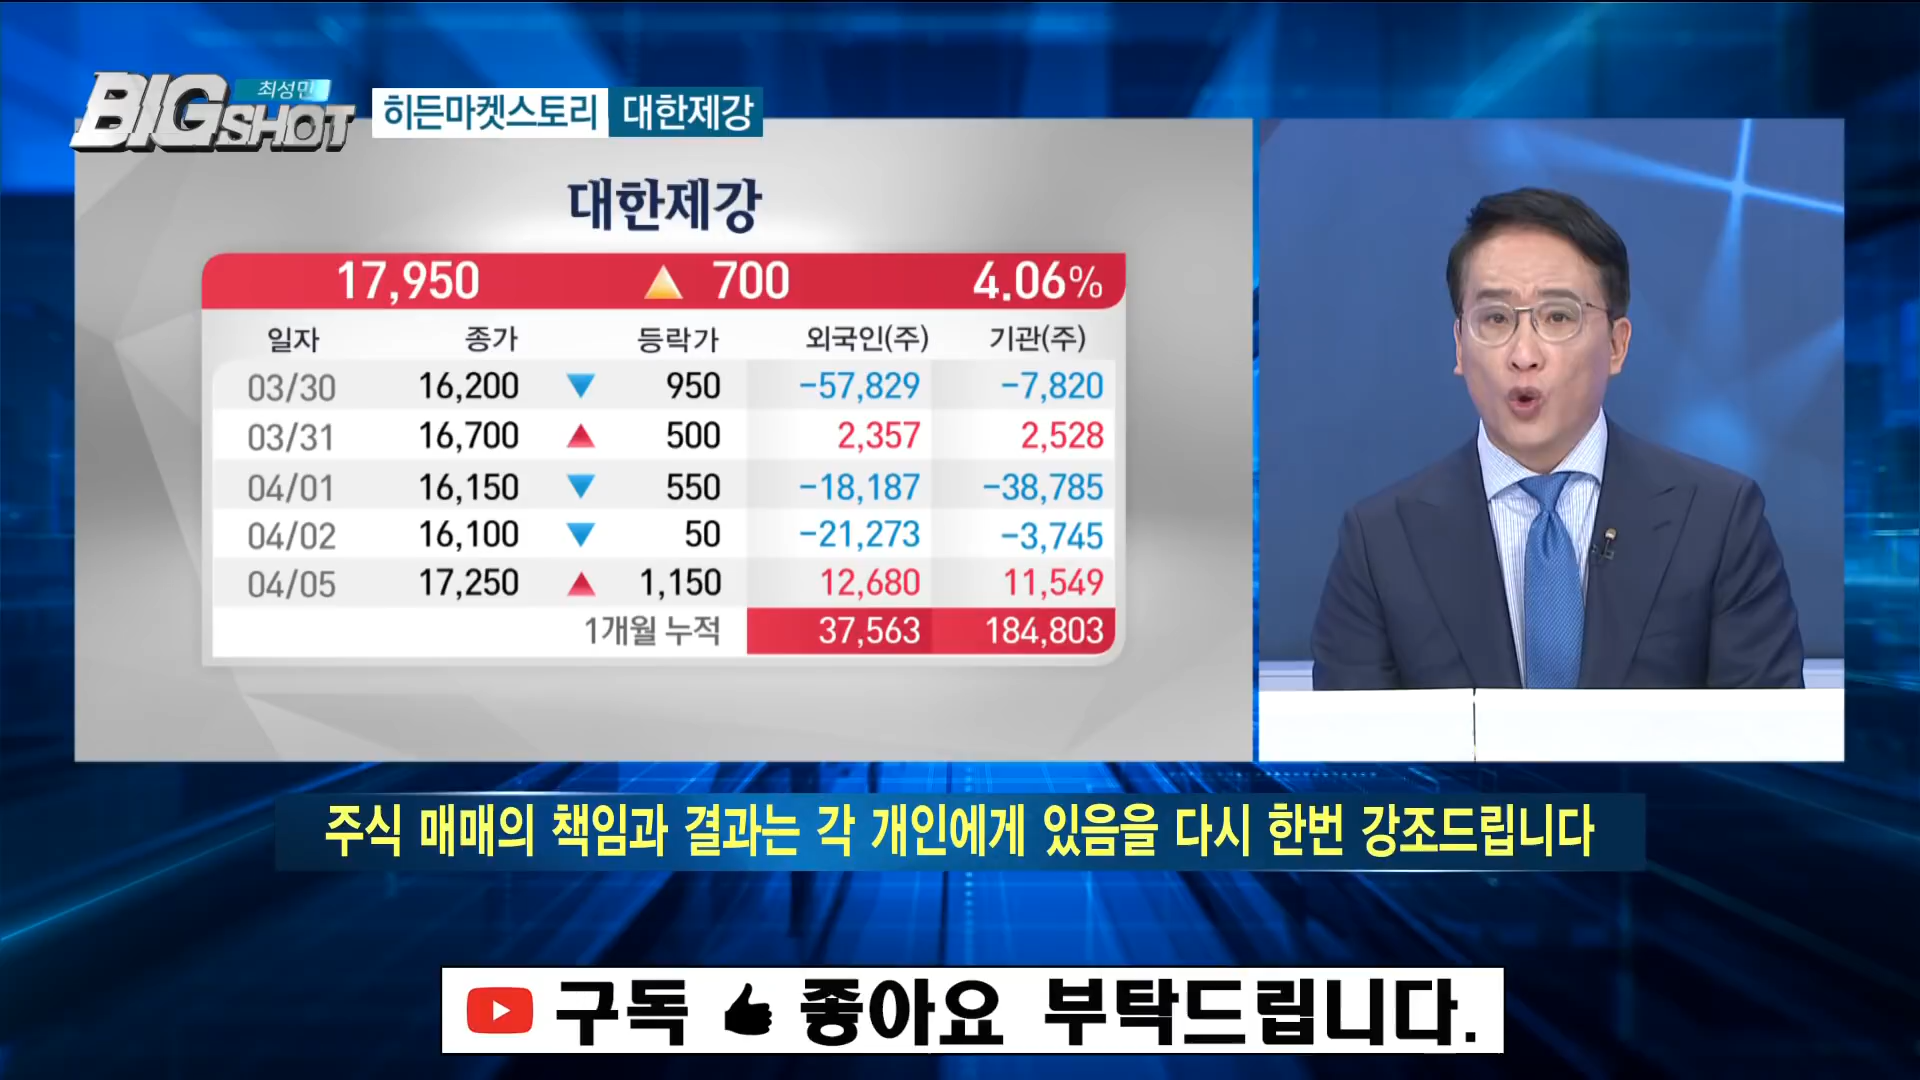 BIG SHOT 최성민
히든마켓스토리 대한제강
대한제강
17,950 ▲ 700 4.06%
일자 종가 등락가 외국인(주) 기관(주)
03/30 16,200 ▼ 950 -57,829 -7,820
03/31 16,700 ▲ 500 2,357 2,528
04/01 16,150 ▼ 550 -18,187 -38,785
04/02 16,100 ▼ 50 -21,273 -3,745
04/05 17,250 ▲ 1,150 12,680 11,549
1개월 누적 37,563 184,803
주식 매매의 책임과 결과는 각 개인에게 있음을 다시 한번 강조드립니다
구독 좋아요 부탁드립니다.